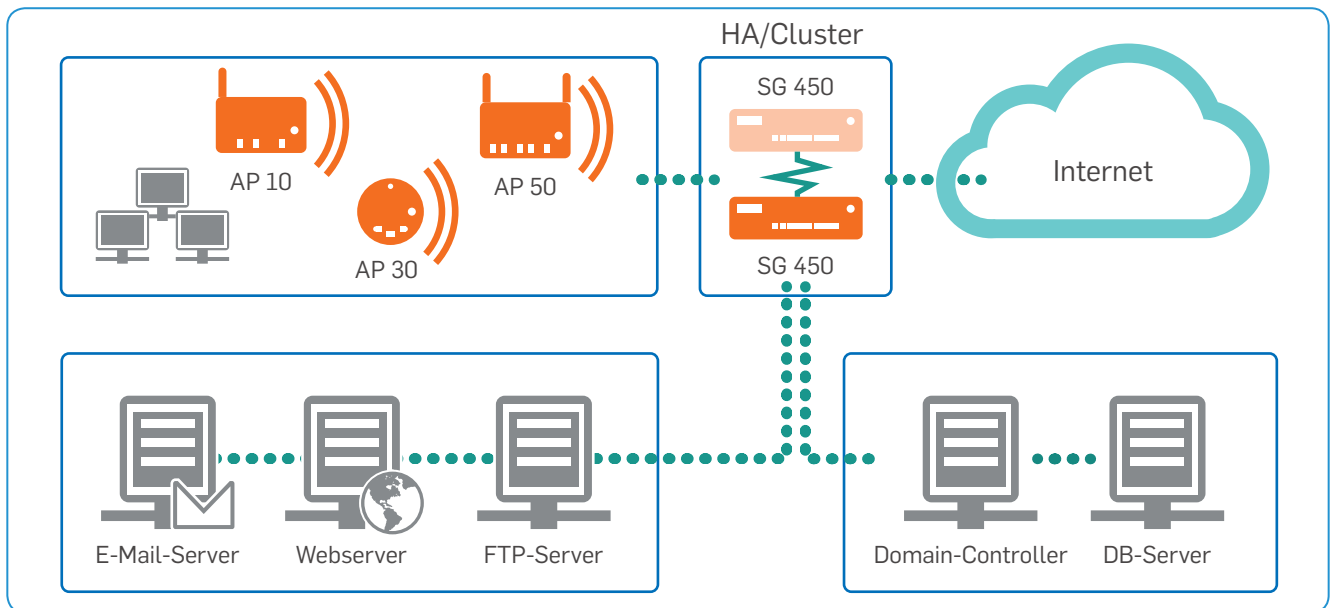 HA/Cluster
SG 450
AP 10
AP 50
AP 30
SG 450
Internet
E-Mail-Server
Webserver
FTP-Server
Domain-Controller
DB-Server